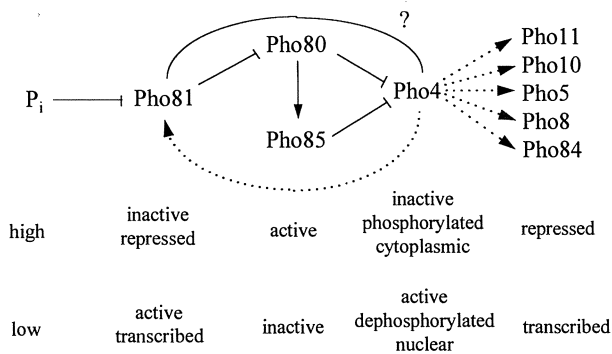 ?
Pho80
Pho11
Pho10
Pi
Pho81
Pho4
Pho5
Pho8
Pho85
Pho84
high
inactive
repressed
active
inactive
phosphorylated
cytoplasmic
repressed
low
active
transcribed
inactive
active
dephosphorylated
nuclear
transcribed